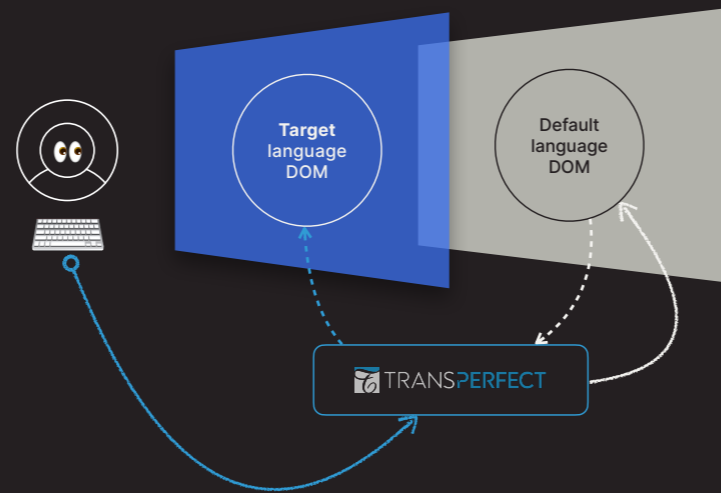 Target
language
DOM
Default
language
DOM
TRANSPERFECT